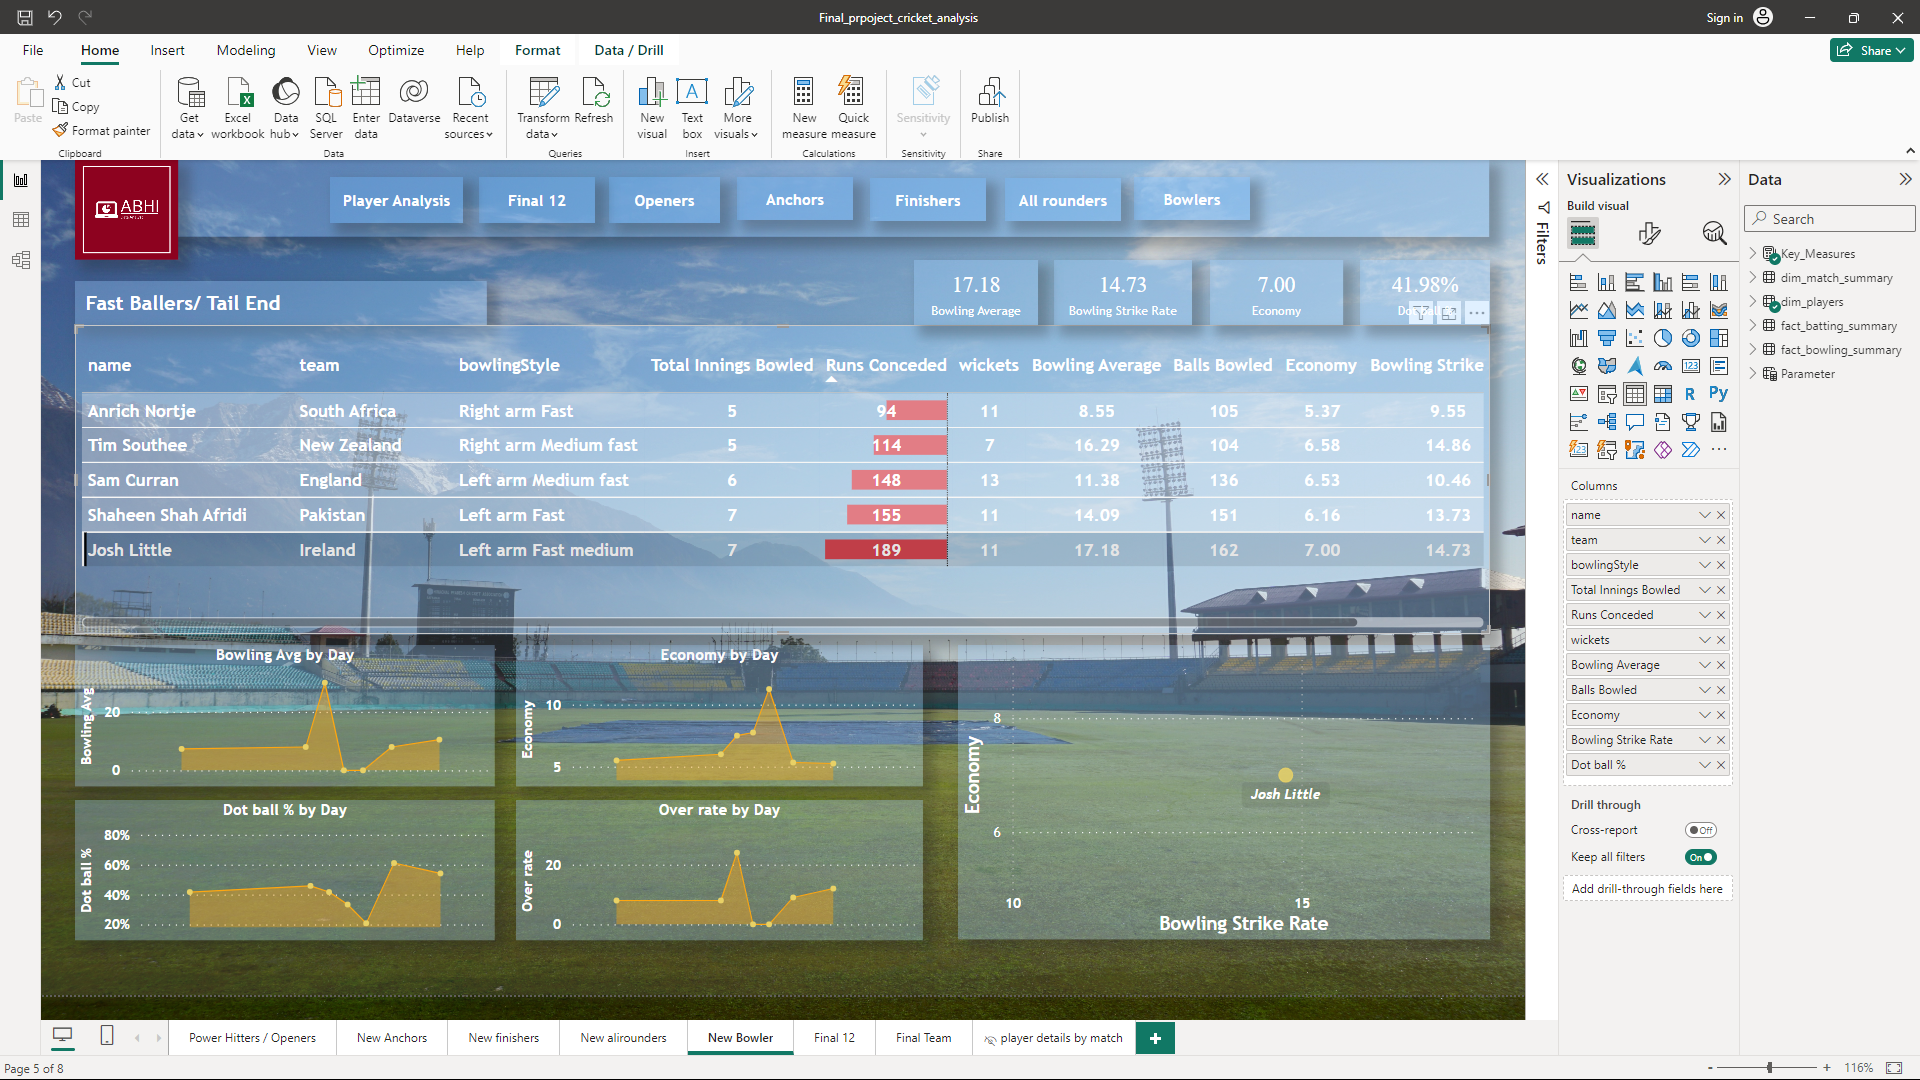 Final_prpoject_cricket_analysis
Sign in
File Home Insert Modeling View Optimize Help Format Data / Drill
Share
Paste
Cut
Copy
Format painter
Clipboard
Get data
Excel workbook
Data hub
SQL Server
Enter data
Dataverse
Recent sources
Data
Transform data
Refresh
Queries
New visual
Text box
More visuals
Insert
New measure
Quick measure
Calculations
Sensitivity
Sensitivity
Publish
Share
ABHI
Player Analysis
Final 12
Openers
Anchors
Finishers
All rounders
Bowlers
Fast Ballers/ Tail End
17.18
Bowling Average
14.73
Bowling Strike Rate
7.00
Economy
41.98%
name team bowlingStyle Total Innings Bowled Runs Conceded wickets Bowling Average Balls Bowled Economy Bowling Strike
Anrich Nortje South Africa Right arm Fast 5 94 11 8.55 105 5.37 9.55
Tim Southee New Zealand Right arm Medium fast 5 114 7 16.29 104 6.58 14.86
Sam Curran England Left arm Medium fast 6 148 13 11.38 136 6.53 10.46
Shaheen Shah Afridi Pakistan Left arm Fast 7 155 11 14.09 151 6.16 13.73
Josh Little Ireland Left arm Fast medium 7 189 11 17.18 162 7.00 14.73
Bowling Avg by Day
Bowling Avg
20
0
Economy by Day
Economy
10
5
Dot ball % by Day
Dot ball %
80%
60%
40%
20%
Over rate by Day
Over rate
20
0
Economy
8
6
Josh Little
10 15
Bowling Strike Rate
Filters
Visualizations
Build visual
R Py
123
Columns
name
team
bowlingStyle
Total Innings Bowled
Runs Conceded
wickets
Bowling Average
Balls Bowled
Economy
Bowling Strike Rate
Dot ball %
Drill through
Cross-report
Off
Keep all filters
On
Add drill-through fields here
Data
Search
Key_Measures
dim_match_summary
dim_players
fact_batting_summary
fact_bowling_summary
Parameter
Power Hitters / Openers
New Anchors
New finishers
New alirounders
New Bowler
Final 12
Final Team
player details by match
Page 5 of 8
- + 116%